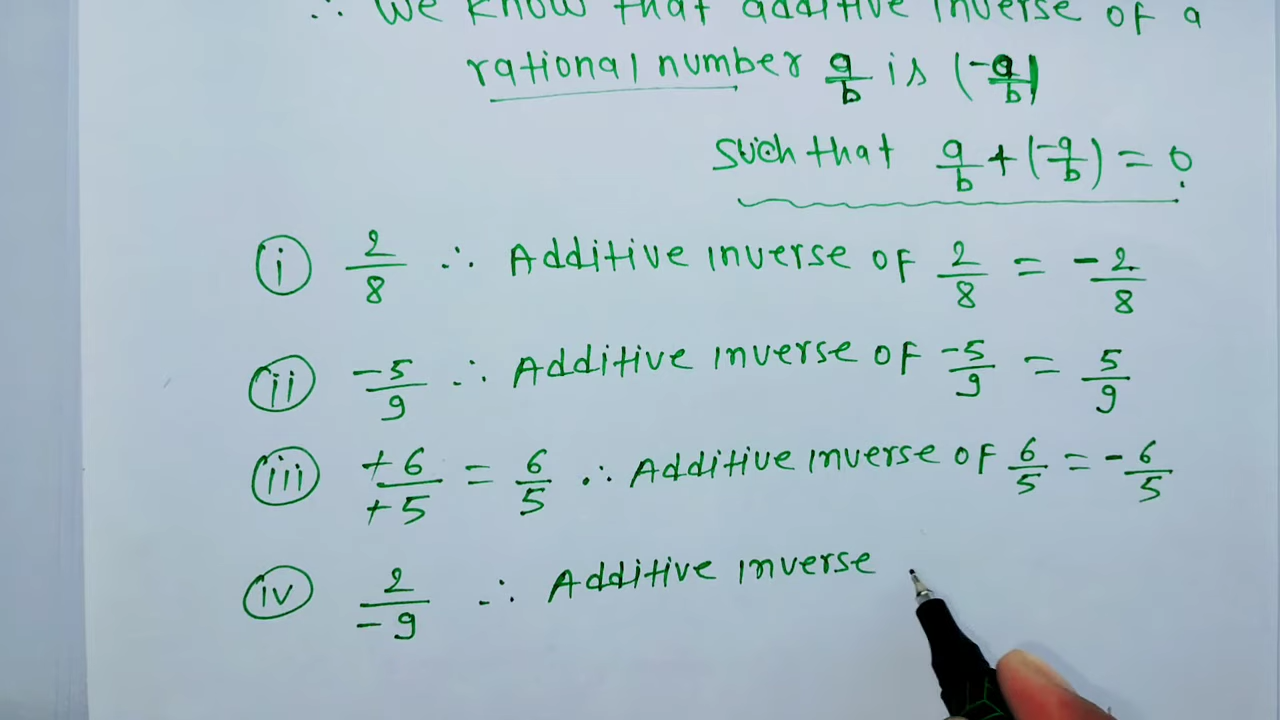 ∴ We know that additive inverse of a
rational number a/b is (-a/b)
such that a/b + (-a/b) = 0
(i) 2/8 ∴ Additive inverse of 2/8 = -2/8
(ii) -5/9 ∴ Additive inverse of -5/9 = 5/9
(iii) +6/+5 = 6/5 ∴ Additive inverse of 6/5 = -6/5
(iv) 2/-9 ∴ Additive inverse